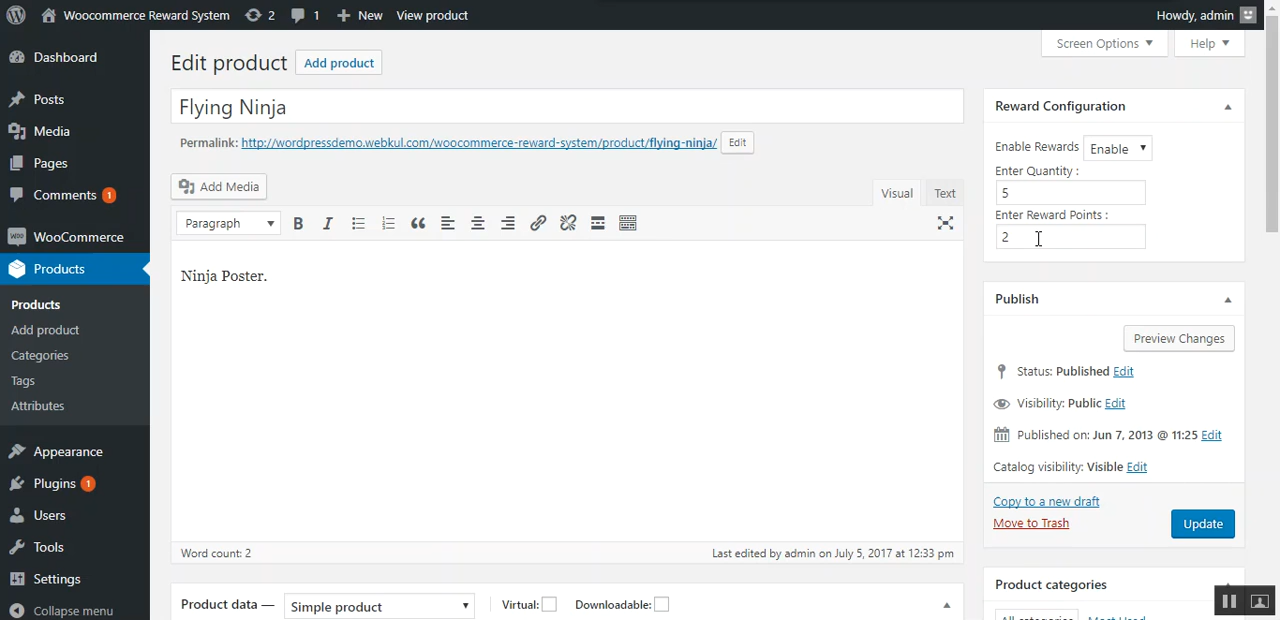 Woocommerce Reward System 2 1 New View product Howdy, admin
Screen Options Help
Dashboard
Posts
Media
Pages
Comments 1
WooCommerce
Products
Products
Add product
Categories
Tags
Attributes
Appearance
Plugins 1
Users
Tools
Settings
Collapse menu
Edit product Add product
Flying Ninja
Permalink: http://wordpressdemo.webkul.com/woocommerce-reward-system/product/flying-ninja/ Edit
Add Media Visual Text
Paragraph
Ninja Poster.
Word count: 2 Last edited by admin on July 5, 2017 at 12:33 pm
Product data — Simple product Virtual: Downloadable:
Reward Configuration
Enable Rewards Enable
Enter Quantity :
5
Enter Reward Points :
2
Publish
Preview Changes
Status: Published Edit
Visibility: Public Edit
Published on: Jun 7, 2013 @ 11:25 Edit
Catalog visibility: Visible Edit
Copy to a new draft
Move to Trash Update
Product categories
All categories Most Used